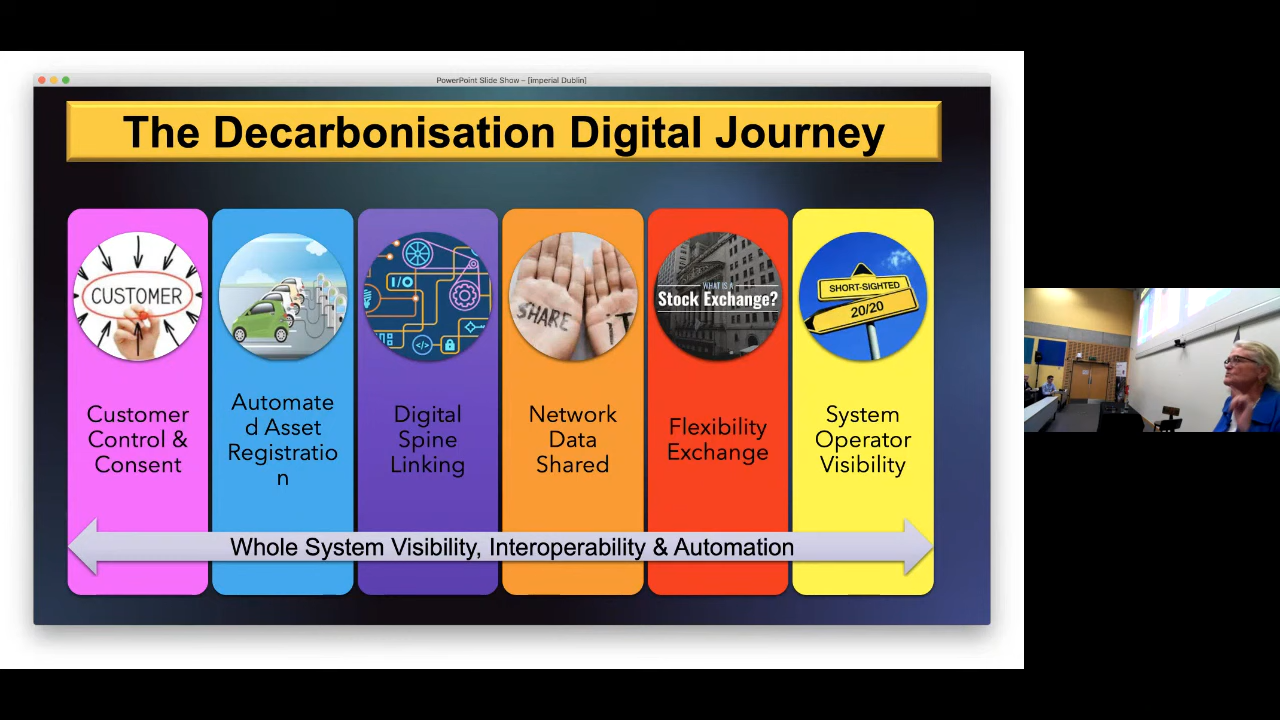 PowerPoint Slide Show – [imperial Dublin]
The Decarbonisation Digital Journey
CUSTOMER
I/O
</>
SHARE
IT
WHAT IS A
Stock Exchange?
SHORT-SIGHTED
20/20
Customer
Control &
Consent
Automate
d Asset
Registratio
n
Digital
Spine
Linking
Network
Data
Shared
Flexibility
Exchange
System
Operator
Visibility
Whole System Visibility, Interoperability & Automation